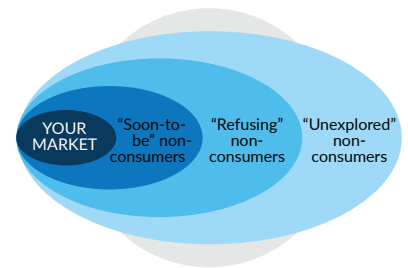 YOUR
MARKET
“Soon-to-
be” non-
consumers
“Refusing”
non-
consumers
“Unexplored”
non-
consumers